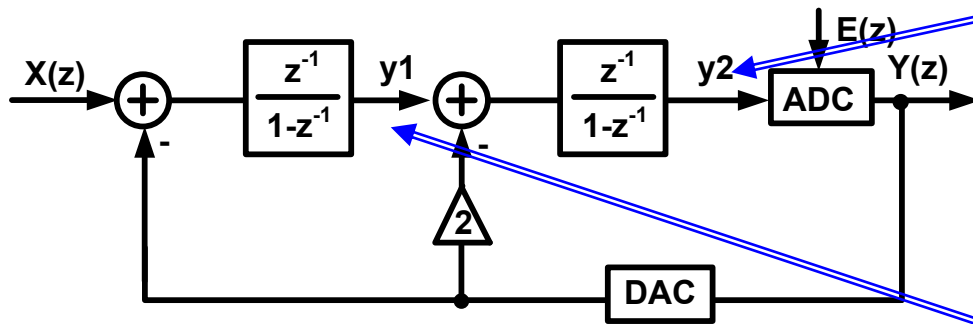 E(z)
X(z)
z-1
1-z-1
y1
z-1
1-z-1
y2
ADC
Y(z)
+
+
-
-
2
DAC